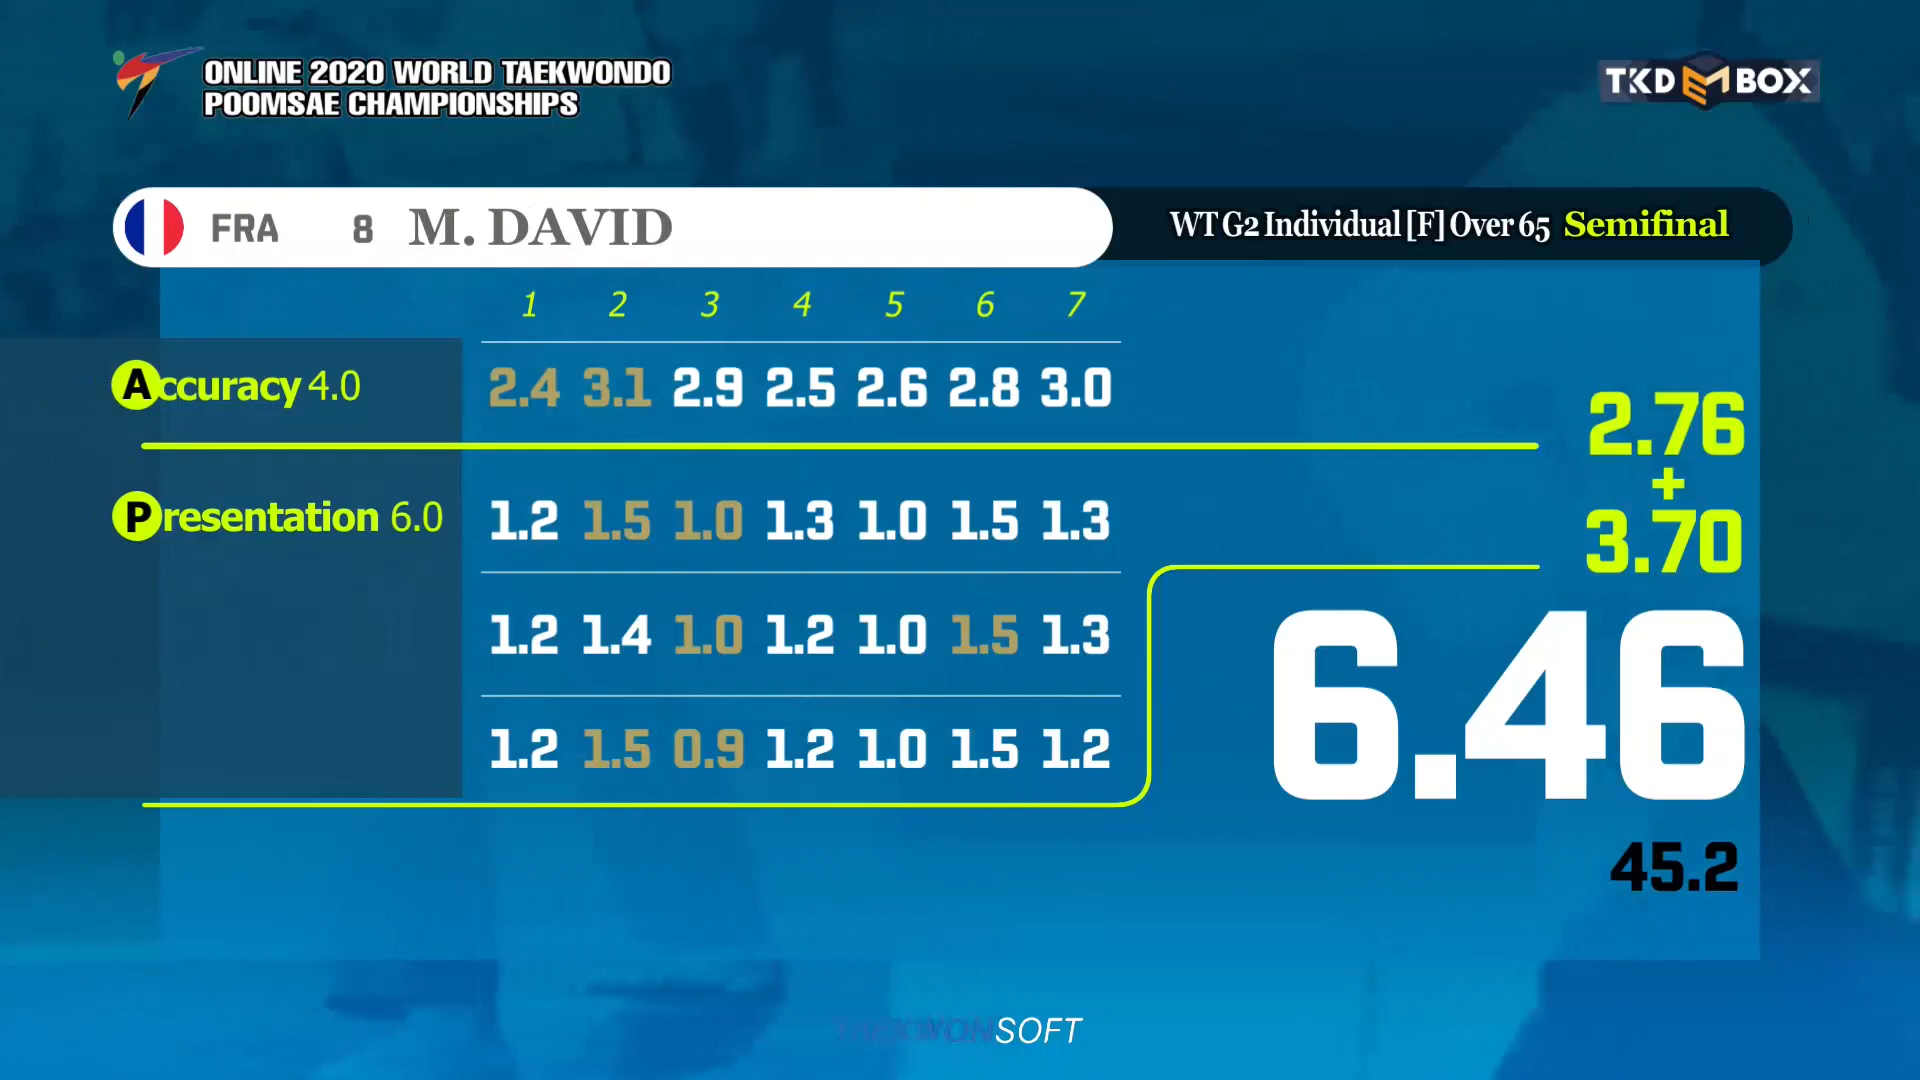 ONLINE 2020 WORLD TAEKWONDO
POOMSAE CHAMPIONSHIPS
TKD BOX
FRA 8 M. DAVID
WT G2 Individual [F] Over 65 Semifinal
1 2 3 4 5 6 7
Accuracy 4.0
2.4 3.1 2.9 2.5 2.6 2.8 3.0
2.76
+
Presentation 6.0
1.2 1.5 1.0 1.3 1.0 1.5 1.3
3.70
1.2 1.4 1.0 1.2 1.0 1.5 1.3
1.2 1.5 0.9 1.2 1.0 1.5 1.2
6.46
45.2
TAEKWONSOFT